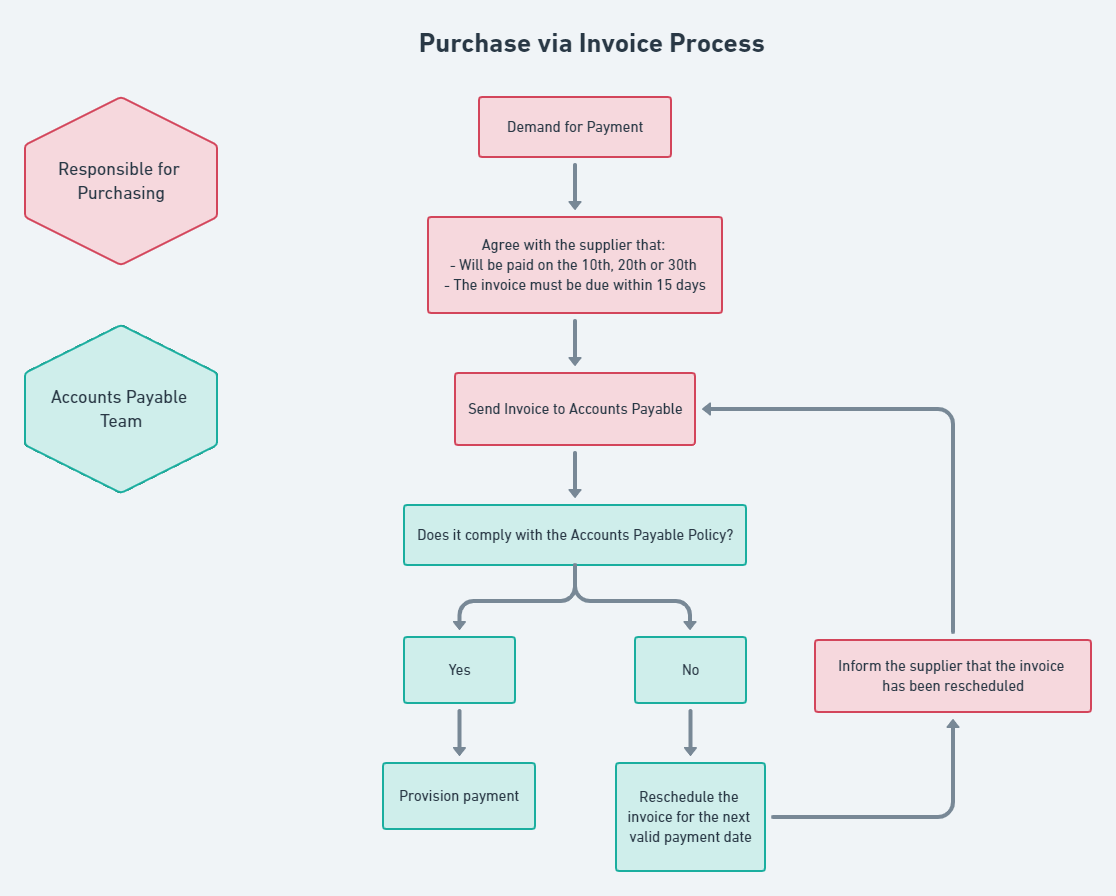 Purchase via Invoice Process
Responsible for
Purchasing
Accounts Payable
Team
Demand for Payment
Agree with the supplier that:
- Will be paid on the 10th, 20th or 30th
- The invoice must be due within 15 days
Send Invoice to Accounts Payable
Does it comply with the Accounts Payable Policy?
Yes
No
Inform the supplier that the invoice
has been rescheduled
Provision payment
Reschedule the
invoice for the next
valid payment date